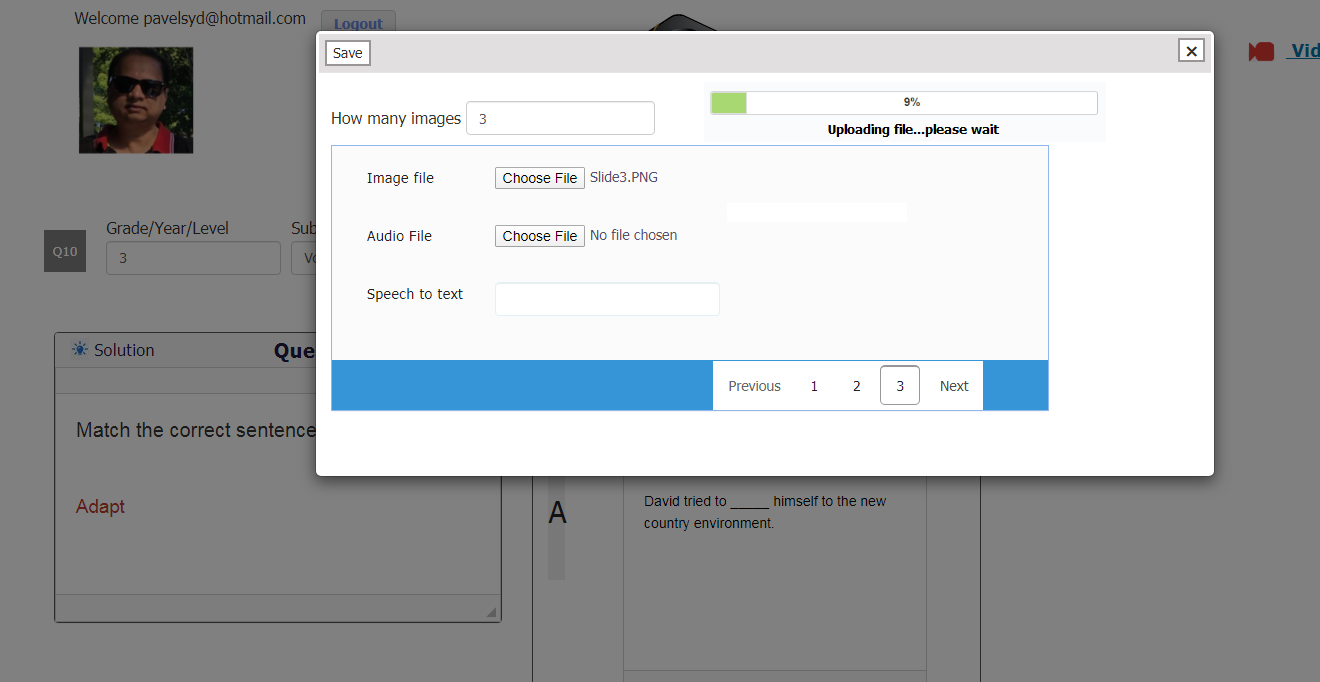 Welcome pavelsyd@hotmail.com
Logout
Save
×
Vid
How many images
3
9%
Uploading file...please wait
Image file
Choose File Slide3.PNG
Audio File
Choose File No file chosen
Speech to text
Previous 1 2 3 Next
Q10
Grade/Year/Level
Sub
3
Vo
Solution
Que
Match the correct sentence
Adapt
A
David tried to _____ himself to the new
country environment.